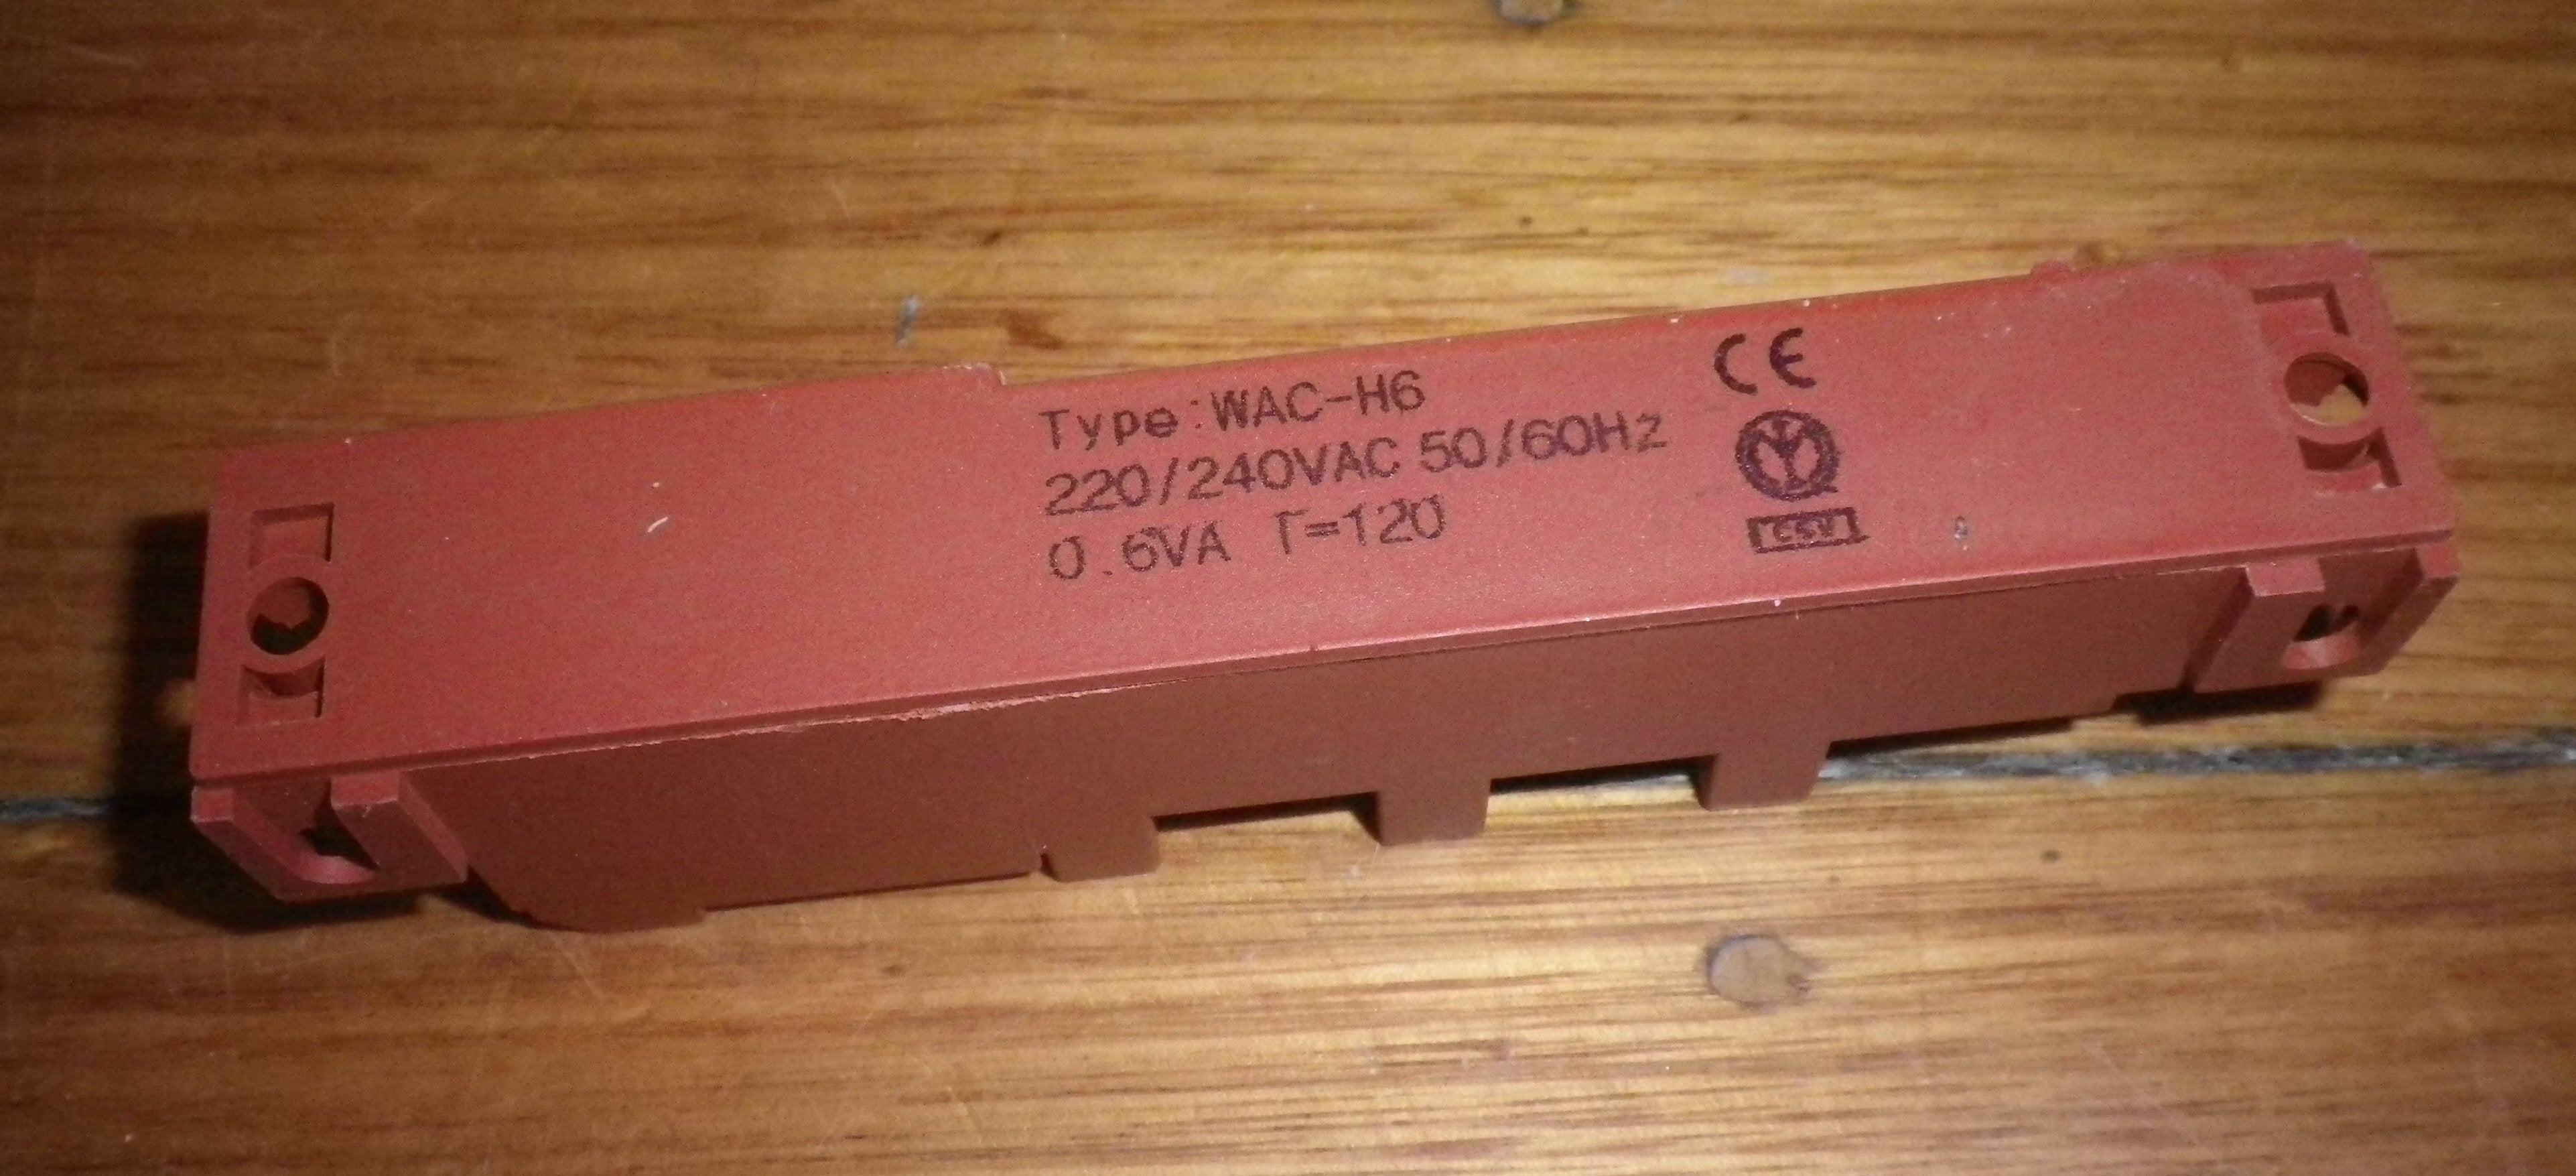 Type:WAC-H6
220/240VAC 50/60Hz
0.6VA T=120
CE